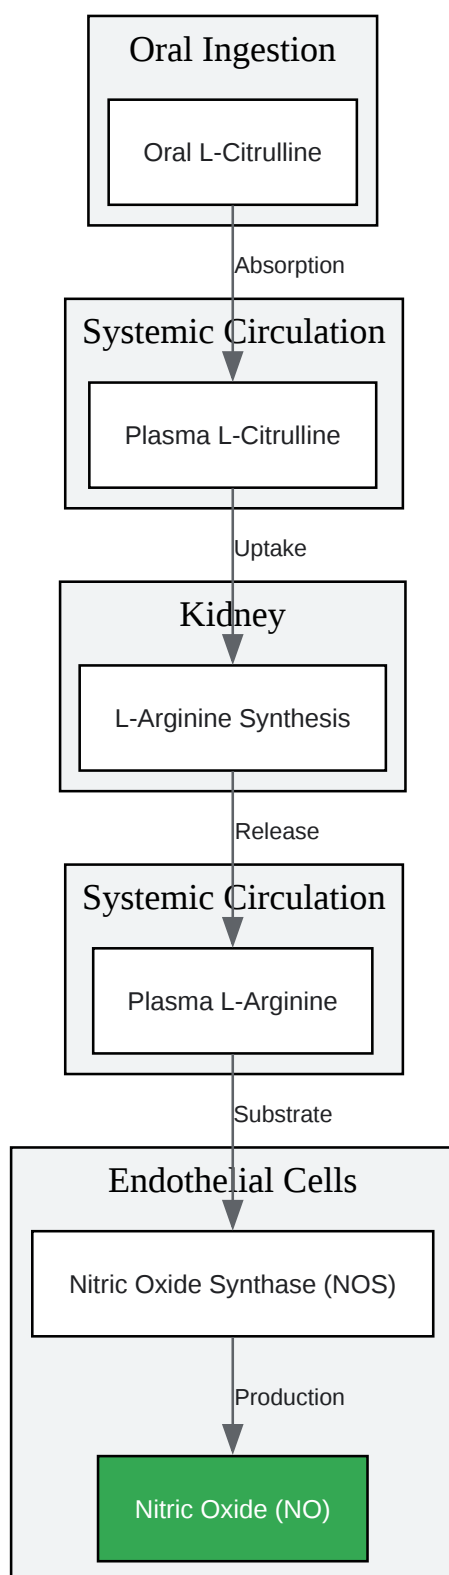 Oral Ingestion
Oral L-Citrulline
Absorption
Systemic Circulation
Plasma L-Citrulline
Uptake
Kidney
L-Arginine Synthesis
Release
Systemic Circulation
Plasma L-Arginine
Substrate
Endothelial Cells
Nitric Oxide Synthase (NOS)
Production
Nitric Oxide (NO)